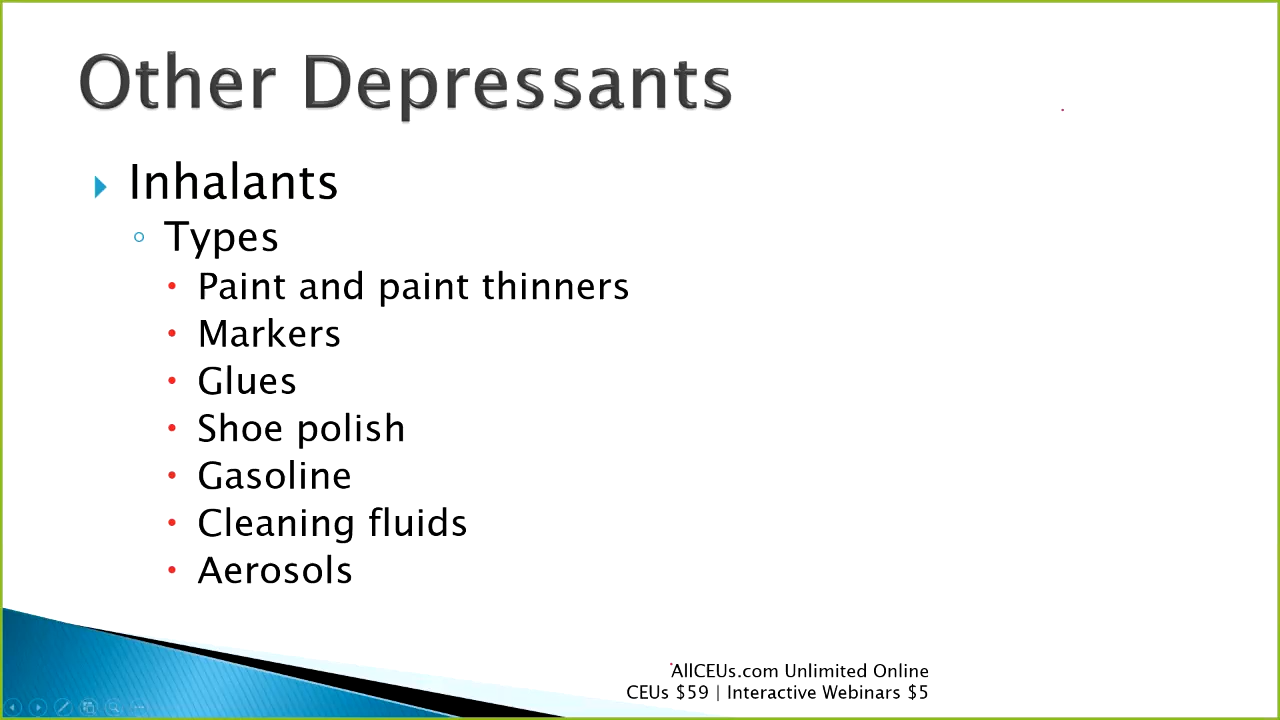 Other Depressants
Inhalants
Types
Paint and paint thinners
Markers
Glues
Shoe polish
Gasoline
Cleaning fluids
Aerosols
AllCEUs.com Unlimited Online
CEUs $59 | Interactive Webinars $5